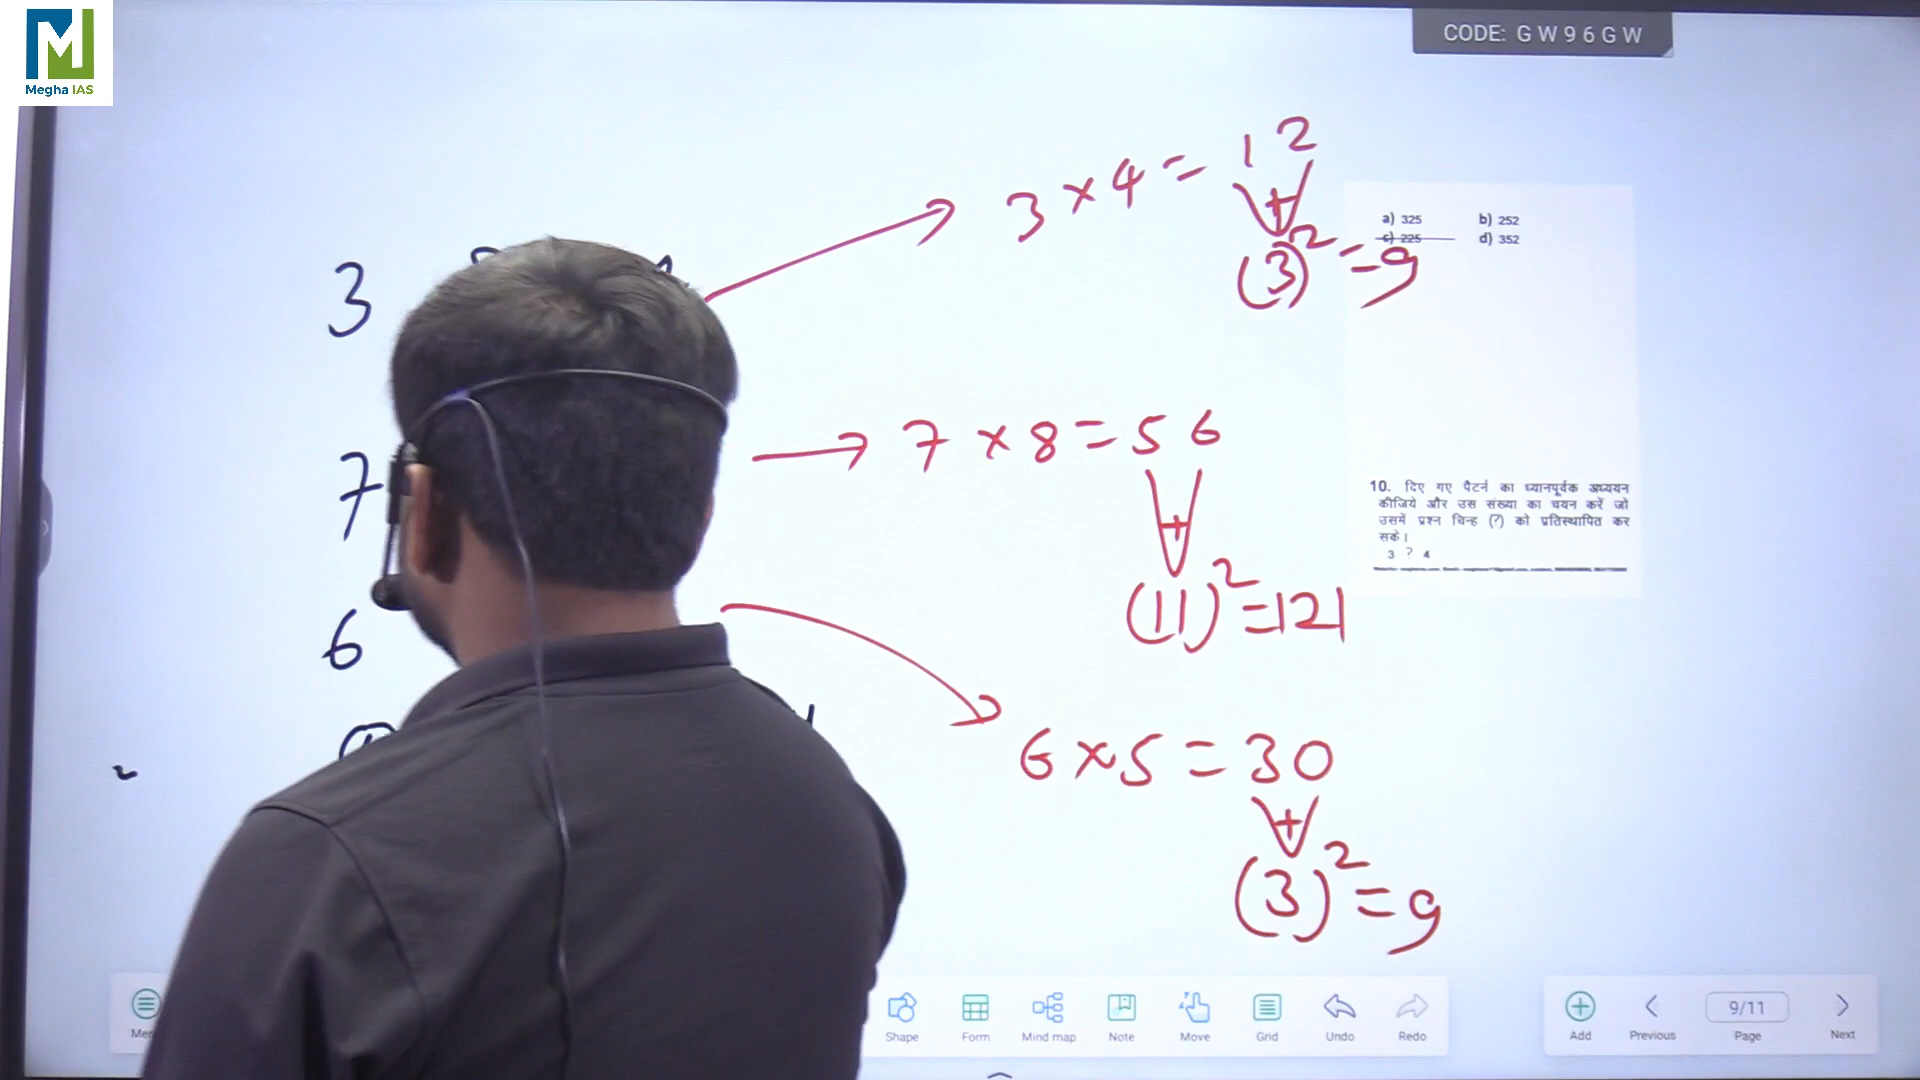 Megha IAS
CODE: GW96GW
3 × 4 = 12
+
(3)² = 9
a) 325 b) 252
c) 225 d) 352
3
7 × 8 = 56
+
(11)² = 121
7
10. दिए गए पैटर्न का ध्यानपूर्वक अध्ययन
कीजिये और उस संख्या का चयन करें जो
उसमें प्रश्न चिन्ह (?) को प्रतिस्थापित कर
सके।
3 ? 4
6
6 × 5 = 30
+
(3)² = 9
Shape Form Mind map Note Move Grid Undo Redo
Add Previous 9/11 Page Next